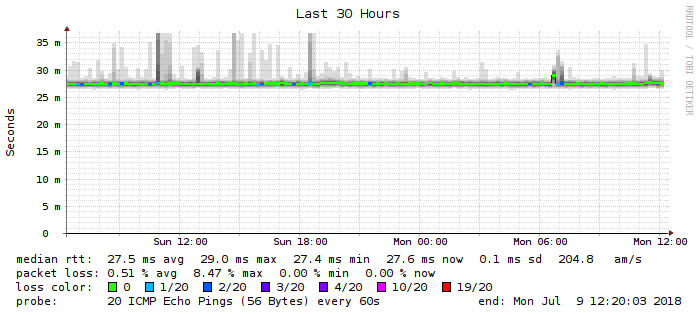 Last 30 Hours
RRDTOOL / TOBI OETIKER
Seconds
35 m
30 m
25 m
20 m
15 m
10 m
5 m
0
Sun 12:00 Sun 18:00 Mon 00:00 Mon 06:00 Mon 12:00
median rtt: 27.5 ms avg 29.0 ms max 27.4 ms min 27.6 ms now 0.1 ms sd 204.8 am/s
packet loss: 0.51 % avg 8.47 % max 0.00 % min 0.00 % now
loss color: 0 1/20 2/20 3/20 4/20 10/20 19/20
probe: 20 ICMP Echo Pings (56 Bytes) every 60s end: Mon Jul 9 12:20:03 2018